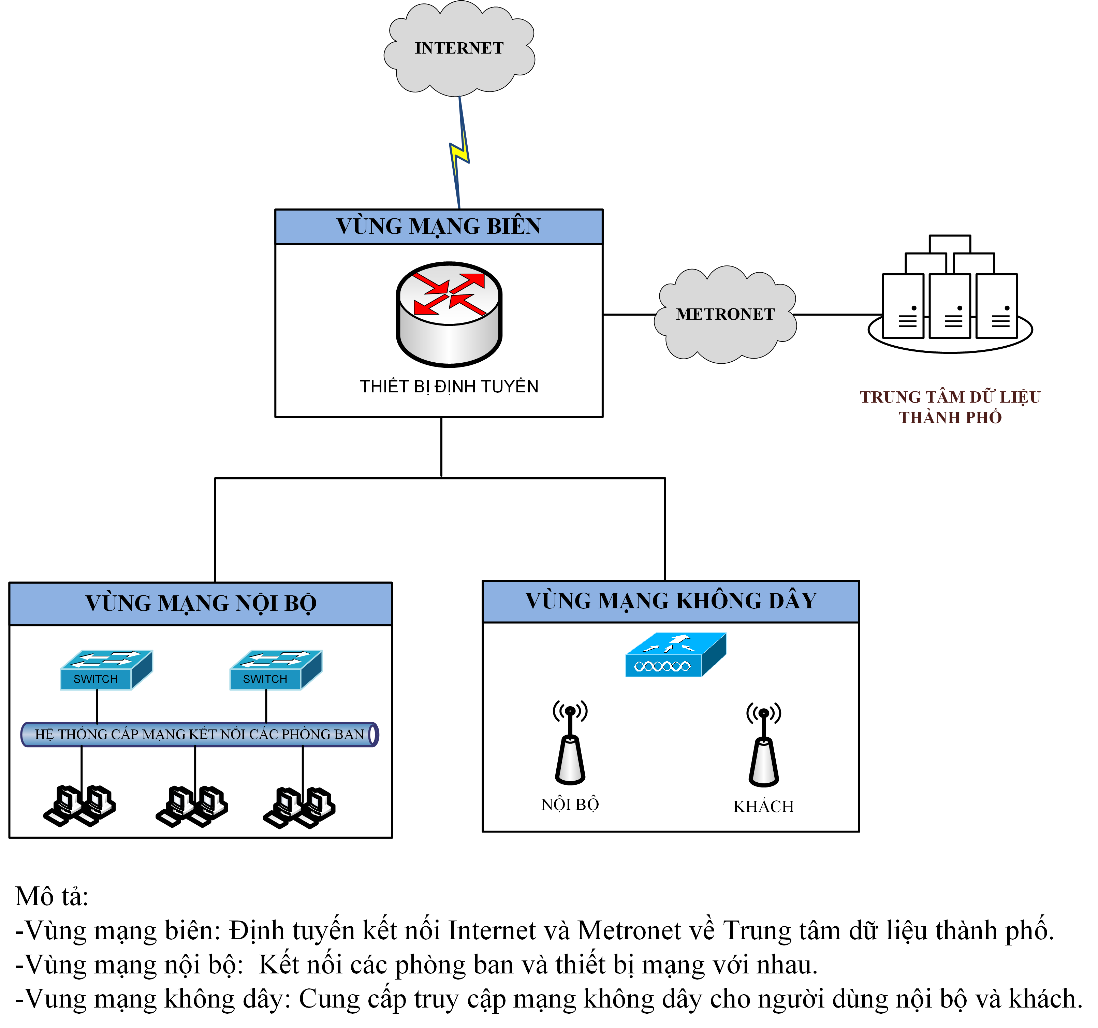 INTERNET
VÙNG MẠNG BIÊN
THIẾT BỊ ĐỊNH TUYẾN
METRONET
TRUNG TÂM DỮ LIỆU
THÀNH PHỐ
VÙNG MẠNG NỘI BỘ
SWITCH
SWITCH
HỆ THỐNG CÁP MẠNG KẾT NỐI CÁC PHÒNG BAN
VÙNG MẠNG KHÔNG DÂY
NỘI BỘ
KHÁCH
Mô tả:
-Vùng mạng biên: Định tuyến kết nối Internet và Metronet về Trung tâm dữ liệu thành phố.
-Vùng mạng nội bộ:  Kết nối các phòng ban và thiết bị mạng với nhau.
-Vung mạng không dây: Cung cấp truy cập mạng không dây cho người dùng nội bộ và khách.